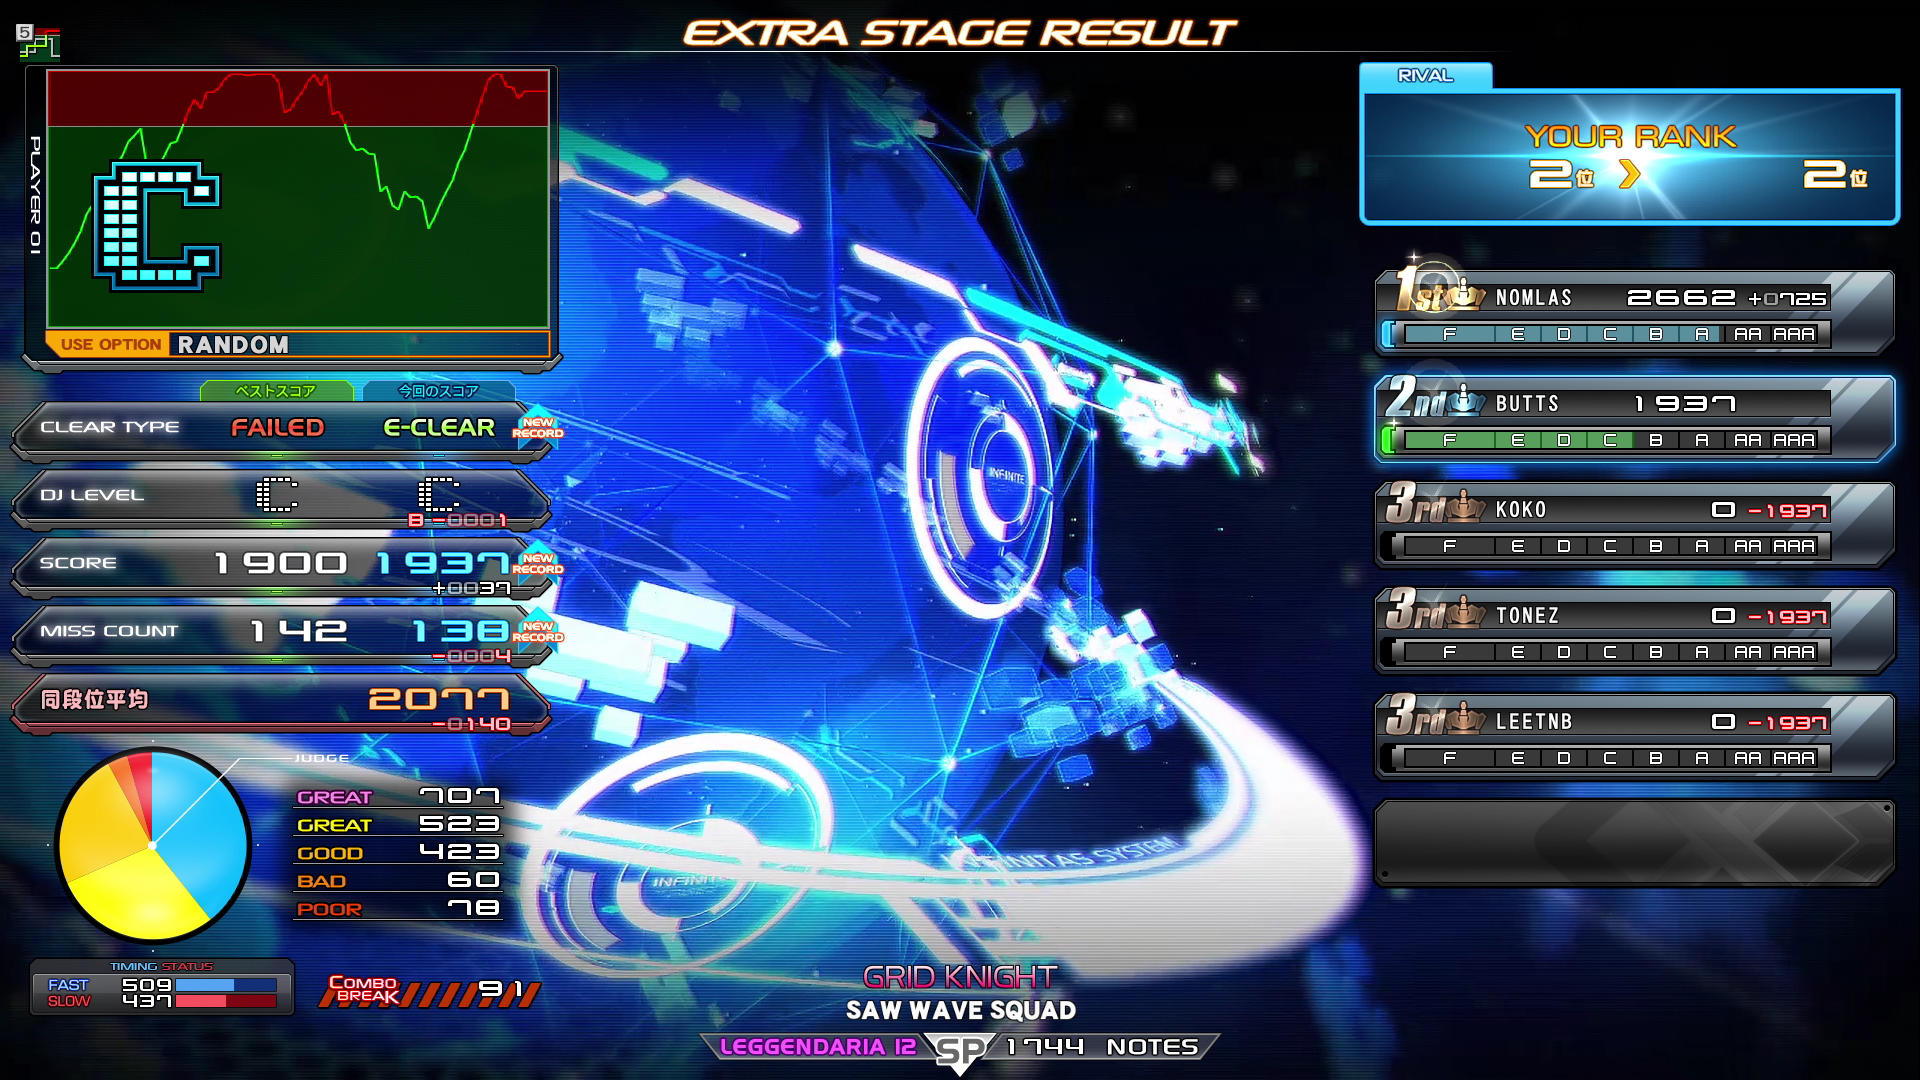 EXTRA STAGE RESULT
5
PLAYER 01
C
USE OPTION RANDOM
ベストスコア 今回のスコア
CLEAR TYPE FAILED E-CLEAR NEW RECORD
DJ LEVEL C C
B -0001
SCORE 1900 1937 NEW RECORD
+0037
MISS COUNT 142 138 NEW RECORD
-0004
同段位平均 2077
-0140
JUDGE
GREAT 707
GREAT 523
GOOD 423
BAD 60
POOR 78
TIMING STATUS
FAST 509
SLOW 437
COMBO BREAK 91
RIVAL
YOUR RANK
2位 2位
1st NOMLAS 2662 +0725
F E D C B A AA AAA
2nd BUTTS 1937
F E D C B A AA AAA
3rd KOKO 0 -1937
F E D C B A AA AAA
3rd TONEZ 0 -1937
F E D C B A AA AAA
3rd LEETNB 0 -1937
F E D C B A AA AAA
INFINITE
GRID KNIGHT
SAW WAVE SQUAD
LEGGENDARIA 12 SP 1744 NOTES